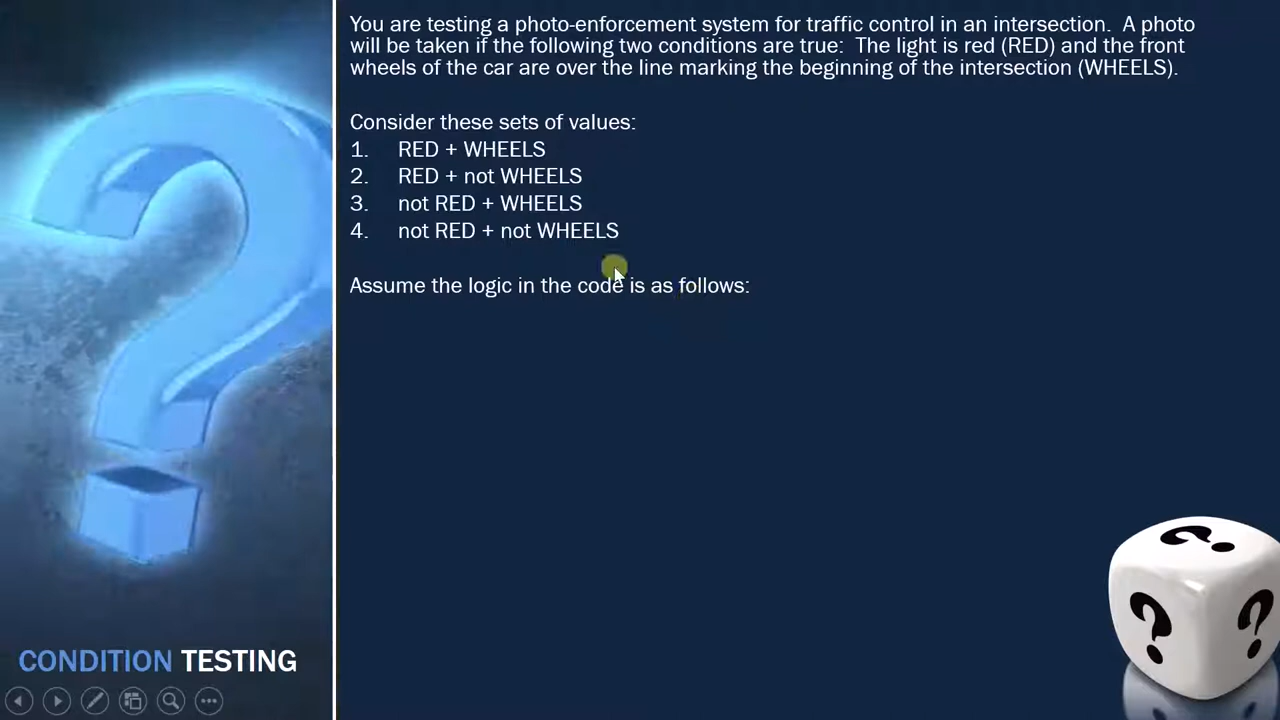 You are testing a photo-enforcement system for traffic control in an intersection. A photo
will be taken if the following two conditions are true: The light is red (RED) and the front
wheels of the car are over the line marking the beginning of the intersection (WHEELS).
Consider these sets of values:
1. RED + WHEELS
2. RED + not WHEELS
3. not RED + WHEELS
4. not RED + not WHEELS
Assume the logic in the code is as follows:
CONDITION TESTING